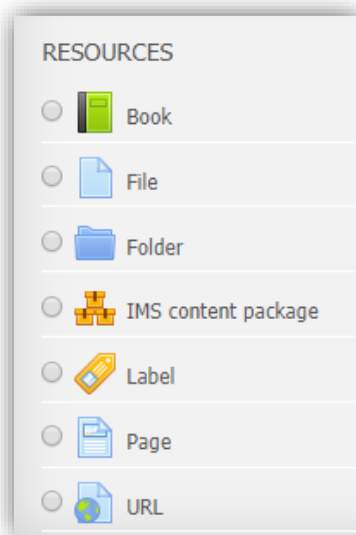 RESOURCES
Book
File
Folder
IMS content package
Label
Page
URL